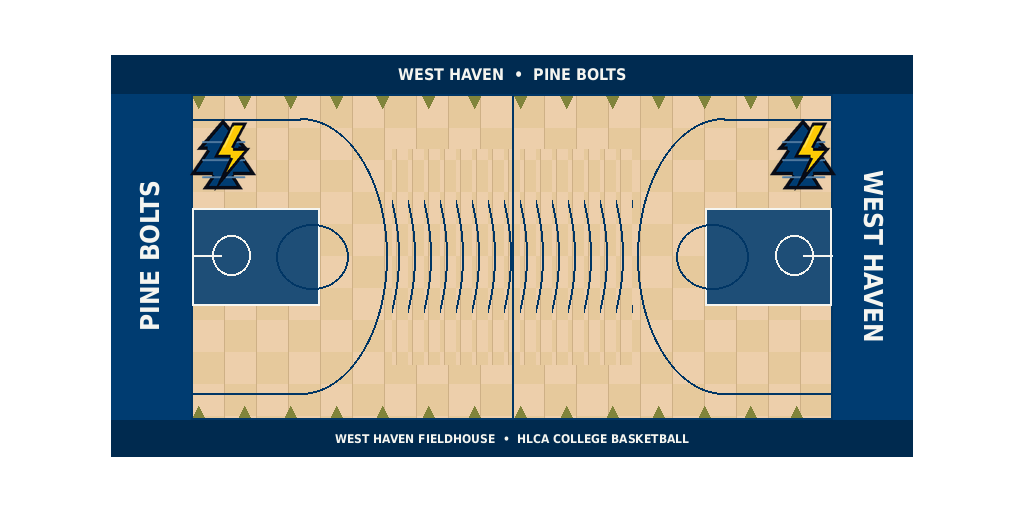 WEST HAVEN • PINE BOLTS
PINE BOLTS
WEST HAVEN
WEST HAVEN FIELDHOUSE • HLCA COLLEGE BASKETBALL